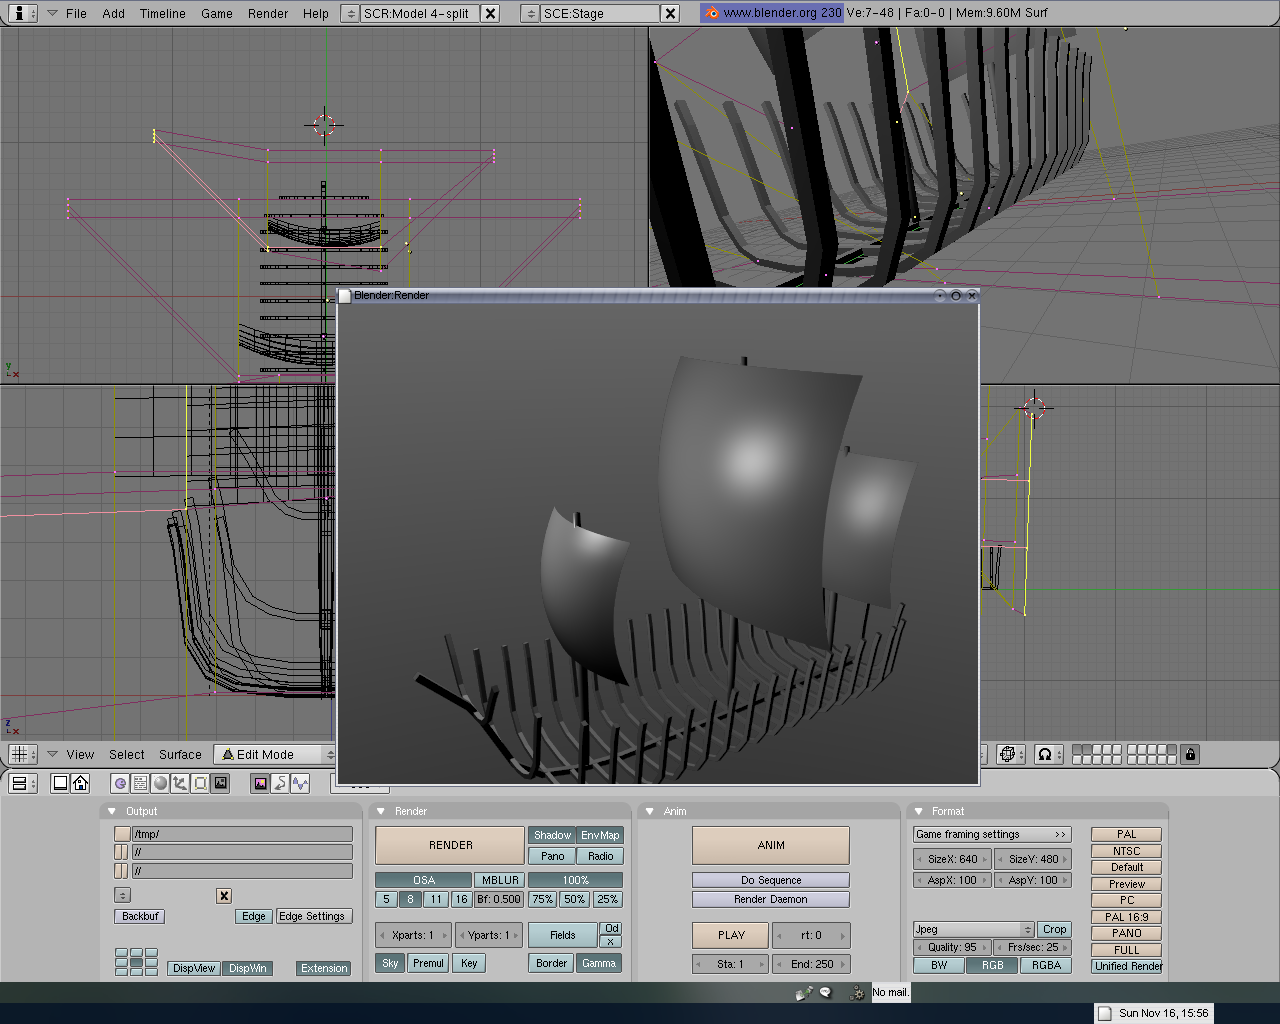 File Add Timeline Game Render Help SCR:Model 4-split SCE:Stage www.blender.org 230 Ve:7-48 | Fa:0-0 | Mem:9.60M Surf
Blender:Render
y
x
z
x
View Select Surface Edit Mode
Output
/tmp/
//
//
Backbuf Edge Edge Settings
DispView DispWin Extension
Render
RENDER
Shadow EnvMap
Pano Radio
OSA MBLUR 100%
5 8 11 16 Bf: 0.500 75% 50% 25%
Xparts: 1 Yparts: 1 Fields Od
X
Sky Premul Key Border Gamma
Anim
ANIM
Do Sequence
Render Daemon
PLAY rt: 0
Sta: 1 End: 250
Format
Game framing settings >>
SizeX: 640 SizeY: 480
AspX: 100 AspY: 100
Jpeg Crop
Quality: 95 Frs/sec: 25
BW RGB RGBA
PAL
NTSC
Default
Preview
PC
PAL 16:9
PANO
FULL
Unified Render
No mail.
Sun Nov 16, 15:56